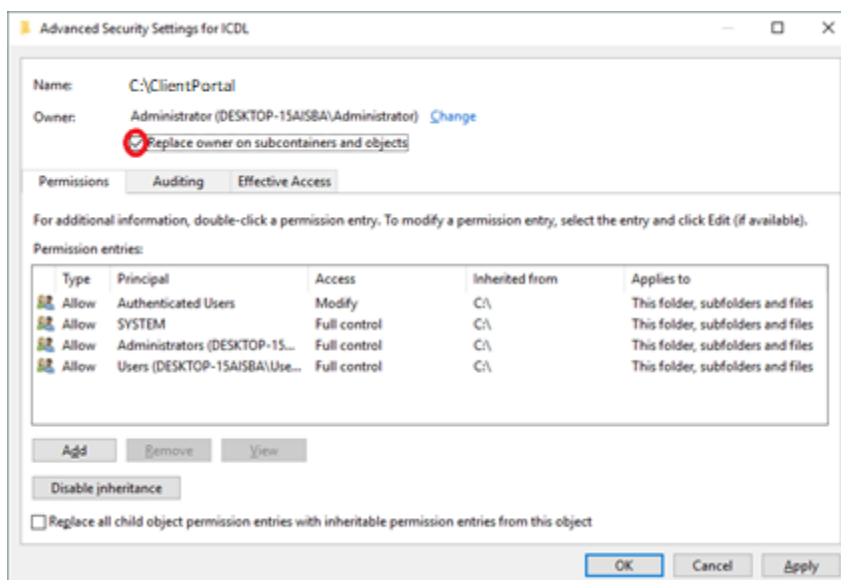 Advanced Security Settings for ICDL
Name: C:\ClientPortal
Owner: Administrator (DESKTOP-15AISBA\Administrator) Change
Replace owner on subcontainers and objects
Permissions Auditing Effective Access
For additional information, double-click a permission entry. To modify a permission entry, select the entry and click Edit (if available).
Permission entries:
Type Principal Access Inherited from Applies to
Allow Authenticated Users Modify C:\ This folder, subfolders and files
Allow SYSTEM Full control C:\ This folder, subfolders and files
Allow Administrators (DESKTOP-15... Full control C:\ This folder, subfolders and files
Allow Users (DESKTOP-15AISBA\Use... Full control C:\ This folder, subfolders and files
Add Remove View
Disable inheritance
Replace all child object permission entries with inheritable permission entries from this object
OK Cancel Apply